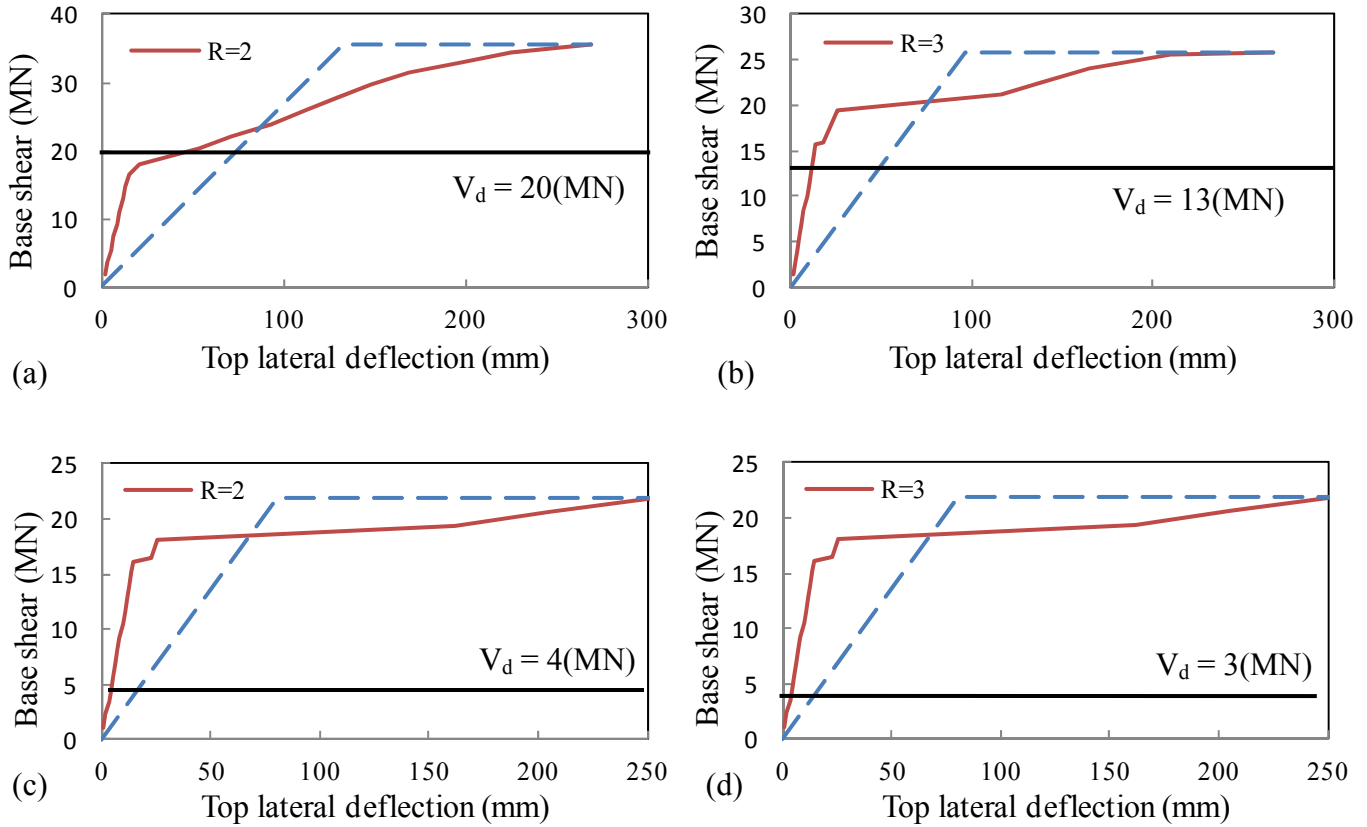 40
30
20
10
0
Base shear (MN)
R=2
V_d = 20(MN)
0 100 200 300
Top lateral deflection (mm)
(a)
30
25
20
15
10
5
0
Base shear (MN)
R=3
V_d = 13(MN)
0 100 200 300
Top lateral deflection (mm)
(b)
25
20
15
10
5
0
Base shear (MN)
R=2
V_d = 4(MN)
0 50 100 150 200 250
Top lateral deflection (mm)
(c)
25
20
15
10
5
0
Base shear (MN)
R=3
V_d = 3(MN)
0 50 100 150 200 250
Top lateral deflection (mm)
(d)